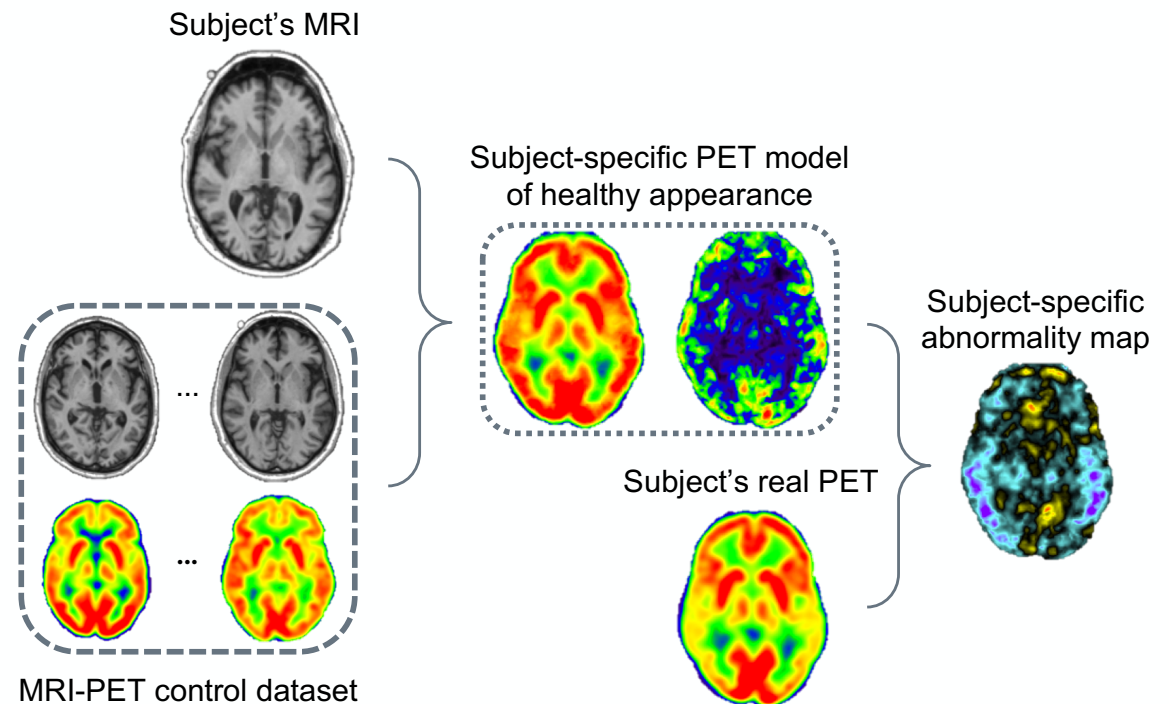 Subject's MRI
Subject-specific PET model
of healthy appearance
Subject-specific
abnormality map
...
...
Subject's real PET
MRI-PET control dataset